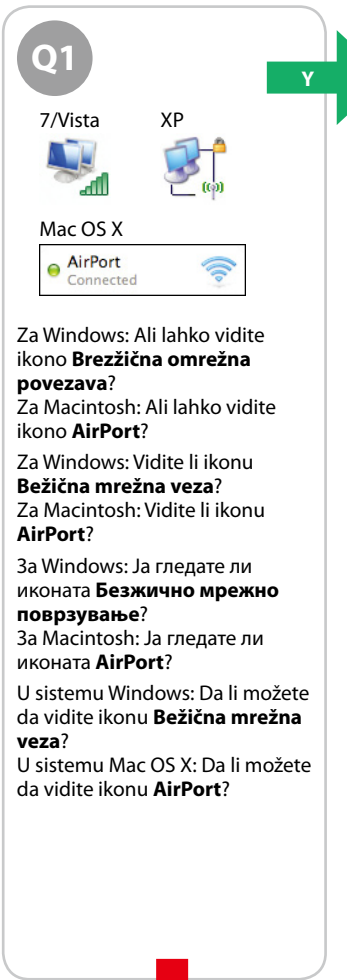 Q1
Y
7/Vista XP
Mac OS X
AirPort
Connected
Za Windows: Ali lahko vidite
ikono Brezžična omrežna
povezava?
Za Macintosh: Ali lahko vidite
ikono AirPort?
Za Windows: Vidite li ikonu
Bežična mrežna veza?
Za Macintosh: Vidite li ikonu
AirPort?
За Windows: Ја гледате ли
иконата Безжично мрежно
поврзување?
За Macintosh: Ја гледате ли
иконата AirPort?
U sistemu Windows: Da li možete
da vidite ikonu Bežična mrežna
veza?
U sistemu Mac OS X: Da li možete
da vidite ikonu AirPort?